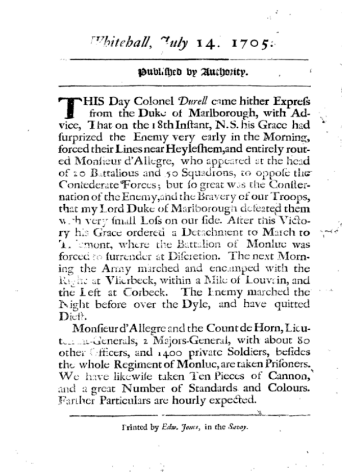 Whitehall, July 14. 1705.
Publiſhed by Authority.
THIS Day Colonel Durell came hither Expreſs
from the Duke of Marlborough, with Ad-
vice, That on the 18th Inſtant, N.S. his Grace had
ſurprized the Enemy very early in the Morning,
forced their Lines near Heyleſhem, and entirely rout-
ed Monſieur d'Allegre, who appeared at the head
of 20 Battalious and 50 Squadrons, to oppoſe the
Confederate Forces; but ſo great was the Conſter-
nation of the Enemy, and the Bravery of our Troops,
that my Lord Duke of Marlborough defeated them
with very ſmall Loſs on our ſide. After this Victo-
ry his Grace ordered a Detachment to March to
where the Battalion of Monluc was
forced to ſurrender at Diſcretion. The next Morn-
ing the Army marched and encamped with the
Right at Vlierbeck, within a Mile of Louvain, and
the Left at Corbeck. The Enemy marched the
Night before over the Dyle, and have quitted
Dieſt.
Monſieur d'Allegre and the Count de Horn, Lieu-
Generals, 2 Majors-General, with about 80
other Officers, and 1400 private Soldiers, beſides
the whole Regiment of Monluc, are taken Priſoners.
We have likewiſe taken Ten Pieces of Cannon,
and a great Number of Standards and Colours.
Farther Particulars are hourly expected.
Printed by Edw. Jones, in the Savoy.